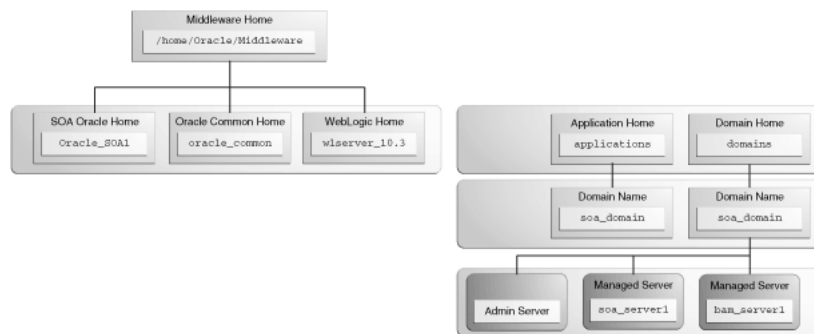 Middleware Home
/home/Oracle/Middleware
SOA Oracle Home
Oracle_SOA1
Oracle Common Home
oracle_common
WebLogic Home
wlserver_10.3
Application Home
applications
Domain Home
domains
Domain Name
soa_domain
Domain Name
soa_domain
Admin Server
Managed Server
soa_server1
Managed Server
bam_server1